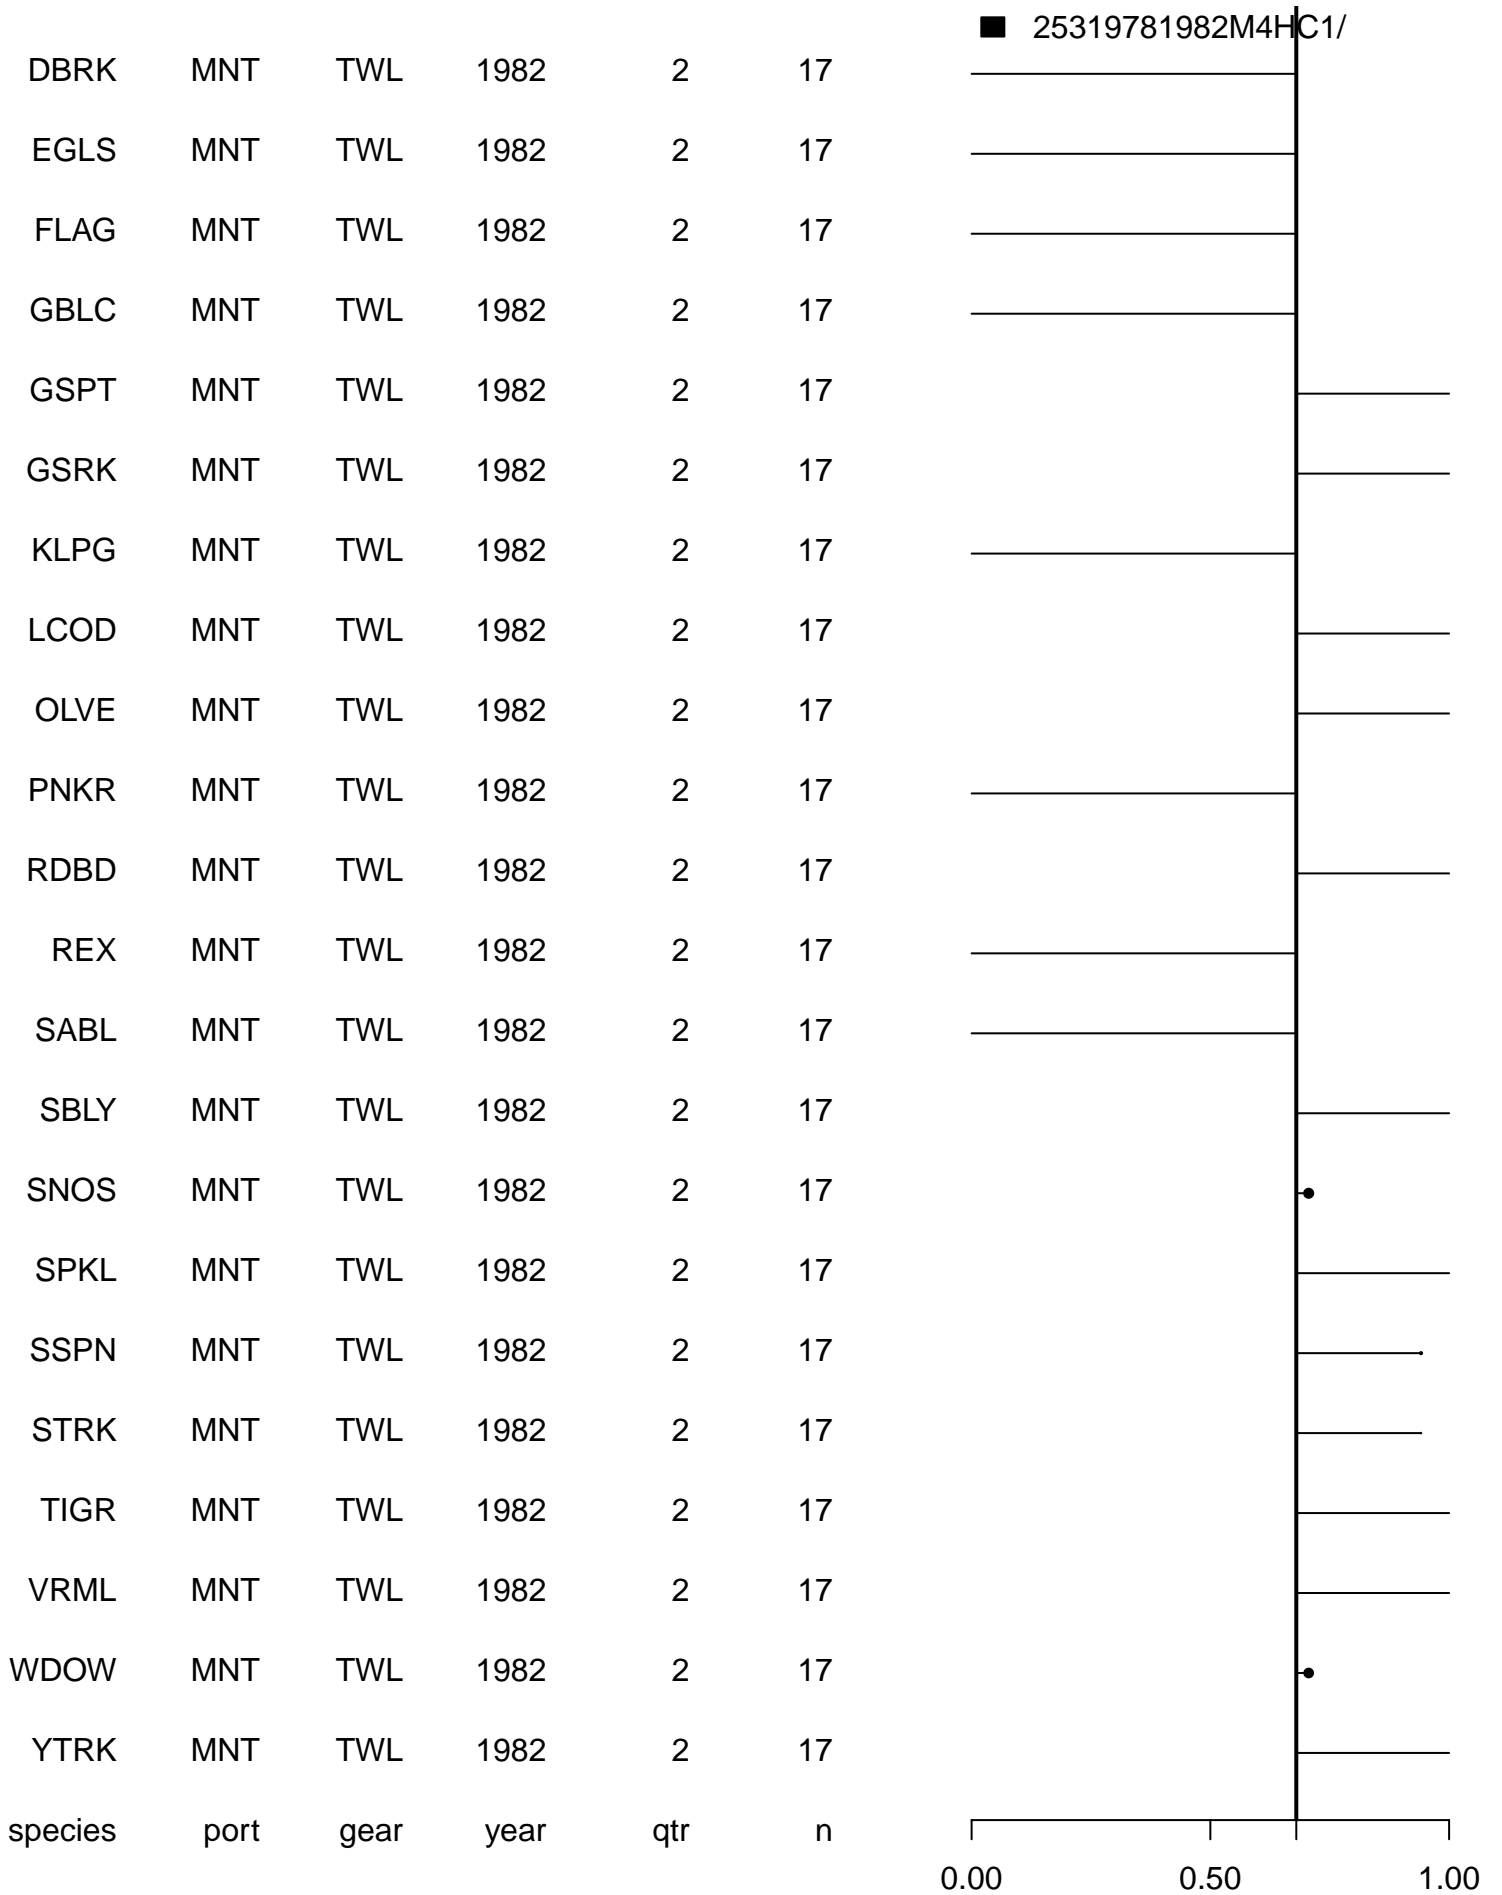 25319781982M4HC1/
DBRK MNT TWL 1982 2 17
EGLS MNT TWL 1982 2 17
FLAG MNT TWL 1982 2 17
GBLC MNT TWL 1982 2 17
GSPT MNT TWL 1982 2 17
GSRK MNT TWL 1982 2 17
KLPG MNT TWL 1982 2 17
LCOD MNT TWL 1982 2 17
OLVE MNT TWL 1982 2 17
PNKR MNT TWL 1982 2 17
RDBD MNT TWL 1982 2 17
REX MNT TWL 1982 2 17
SABL MNT TWL 1982 2 17
SBLY MNT TWL 1982 2 17
SNOS MNT TWL 1982 2 17
SPKL MNT TWL 1982 2 17
SSPN MNT TWL 1982 2 17
STRK MNT TWL 1982 2 17
TIGR MNT TWL 1982 2 17
VRML MNT TWL 1982 2 17
WDOW MNT TWL 1982 2 17
YTRK MNT TWL 1982 2 17
species port gear year qtr n
0.00 0.50 1.00